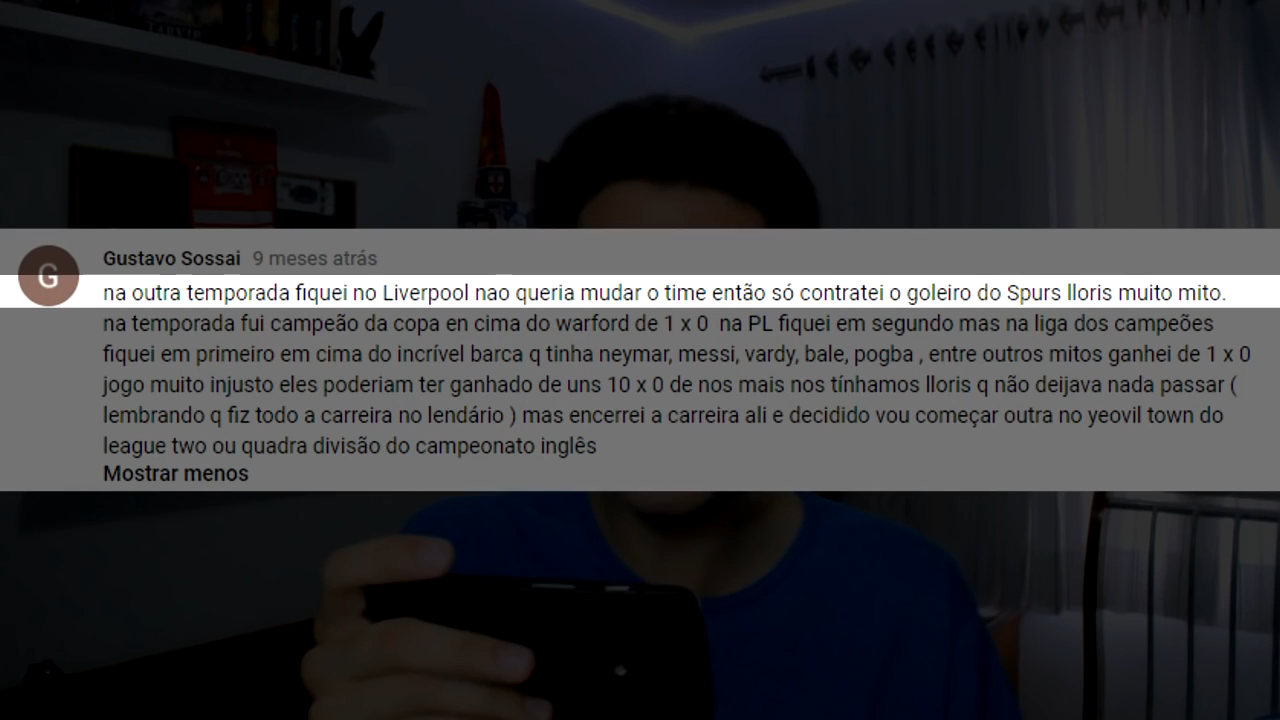 Gustavo Sossai 9 meses atrás
G
na outra temporada fiquei no Liverpool nao queria mudar o time então só contratei o goleiro do Spurs lloris muito mito.
na temporada fui campeão da copa en cima do warford de 1 x 0 na PL fiquei em segundo mas na liga dos campeões
fiquei em primeiro em cima do incrível barca q tinha neymar, messi, vardy, bale, pogba , entre outros mitos ganhei de 1 x 0
jogo muito injusto eles poderiam ter ganhado de uns 10 x 0 de nos mais nos tínhamos lloris q não deijava nada passar (
lembrando q fiz todo a carreira no lendário ) mas encerrei a carreira ali e decidido vou começar outra no yeovil town do
league two ou quadra divisão do campeonato inglês
Mostrar menos